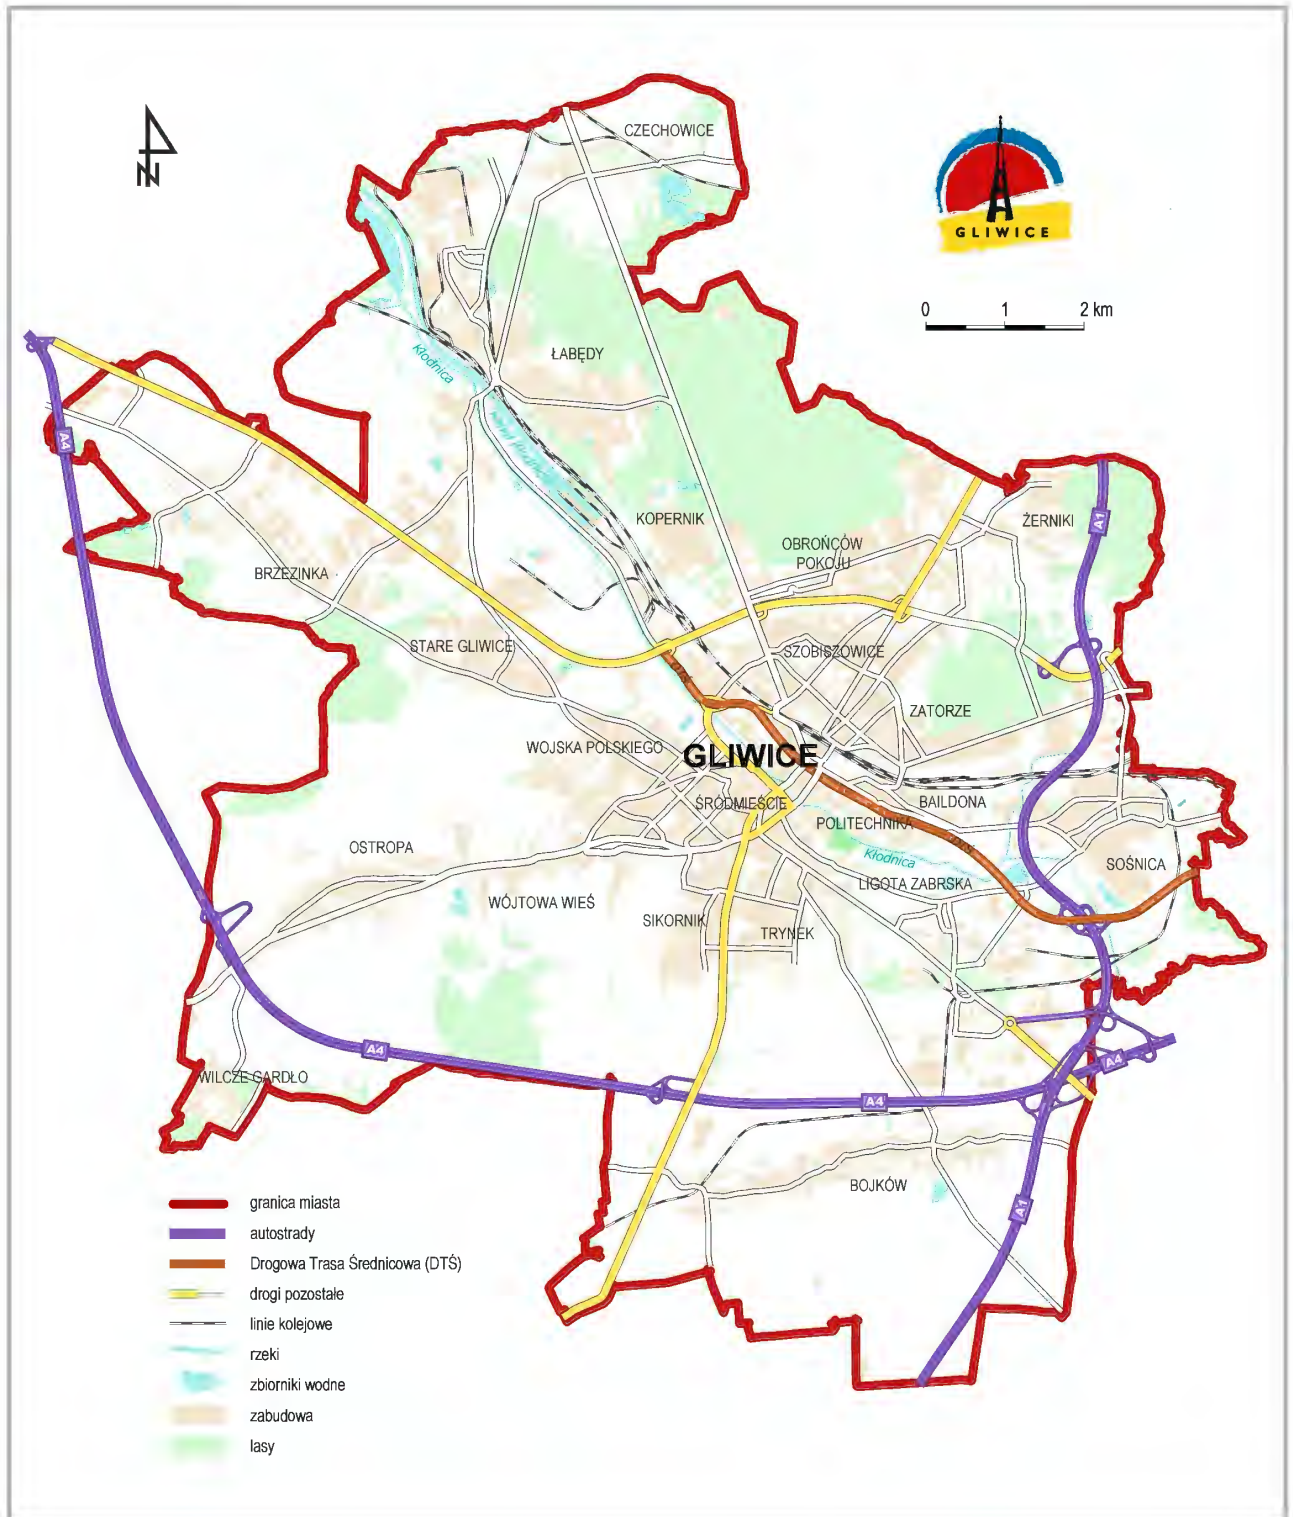 N
CZECHOWICE
GLIWICE
0 1 2 km
ŁABĘDY
Kłodnica
A4
KOPERNIK
ŻERNIKI
A1
OBROŃCÓW
POKOJU
BRZEZINKA
STARE GLIWICE
SZOBISZOWICE
DTŚ
ZATORZE
WOJSKA POLSKIEGO
GLIWICE
ŚRÓDMIEŚCIE
BAILDONA
POLITECHNIKA
DTŚ
OSTROPA
Kłodnica
SOŚNICA
LIGOTA ZABRSKA
WÓJTOWA WIEŚ
SIKORNIK
TRYNEK
A4
A4
WILCZE GARDŁO
A4
BOJKÓW
A1
granica miasta
autostrady
Drogowa Trasa Średnicowa (DTŚ)
drogi pozostałe
linie kolejowe
rzeki
zbiorniki wodne
zabudowa
lasy